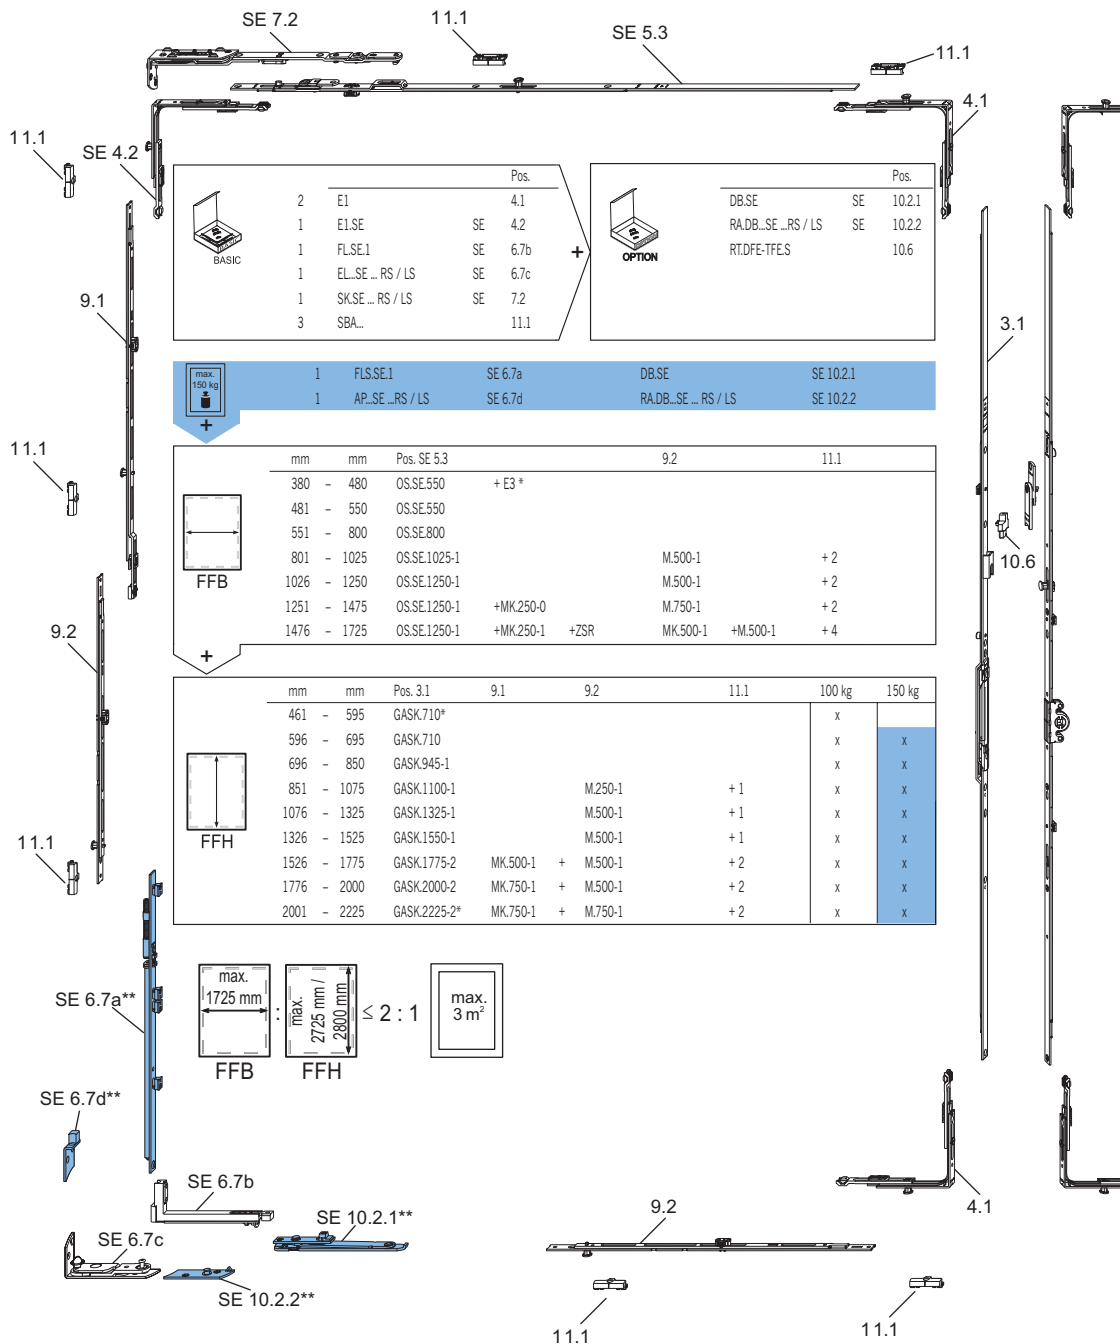 SE 7.2
11.1
SE 5.3
11.1
4.1
11.1
SE 4.2
Pos.
2 E1 4.1
1 E1.SE SE 4.2
1 FL.SE.1 SE 6.7b
1 EL...SE ... RS / LS SE 6.7c
1 SK.SE ... RS / LS SE 7.2
3 SBA... 11.1
BASIC
+
Pos.
DB.SE SE 10.2.1
RA.DB...SE ...RS / LS SE 10.2.2
RT.DFE-TFE.S 10.6
OPTION
9.1
3.1
max.
150 kg
1 FLS.SE.1 SE 6.7a DB.SE SE 10.2.1
1 AP...SE ...RS / LS SE 6.7d RA.DB...SE ... RS / LS SE 10.2.2
+
11.1
mm mm Pos. SE 5.3 9.2 11.1
380 – 480 OS.SE.550 + E3 *
481 – 550 OS.SE.550
551 – 800 OS.SE.800
801 – 1025 OS.SE.1025-1 M.500-1 + 2
1026 – 1250 OS.SE.1250-1 M.500-1 + 2
1251 – 1475 OS.SE.1250-1 +MK.250-0 M.750-1 + 2
1476 – 1725 OS.SE.1250-1 +MK.250-1 +ZSR MK.500-1 +M.500-1 + 4
FFB
10.6
9.2
+
mm mm Pos. 3.1 9.1 9.2 11.1 100 kg 150 kg
461 – 595 GASK.710* x
596 – 695 GASK.710 x x
696 – 850 GASK.945-1 x x
851 – 1075 GASK.1100-1 M.250-1 + 1 x x
1076 – 1325 GASK.1325-1 M.500-1 + 1 x x
1326 – 1525 GASK.1550-1 M.500-1 + 1 x x
1526 – 1775 GASK.1775-2 MK.500-1 + M.500-1 + 2 x x
1776 – 2000 GASK.2000-2 MK.750-1 + M.500-1 + 2 x x
2001 – 2225 GASK.2225-2* MK.750-1 + M.750-1 + 2 x x
FFH
11.1
max.
1725 mm
FFB
:
max.
2725 mm /
2800 mm
FFH
≤ 2 : 1
max.
3 m²
SE 6.7a**
SE 6.7d**
SE 6.7b
SE 10.2.1**
SE 6.7c
SE 10.2.2**
9.2
4.1
11.1
11.1